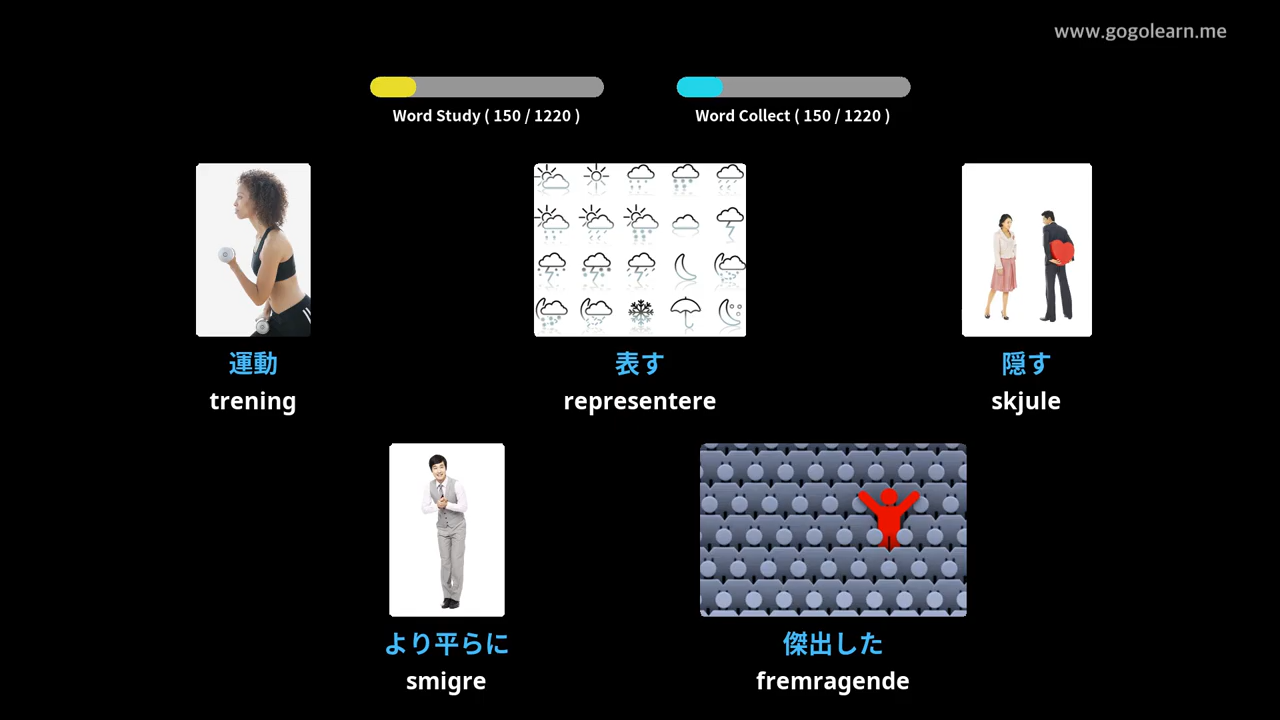 www.gogolearn.me
Word Study ( 150 / 1220 )
Word Collect ( 150 / 1220 )
運動
trening
表す
representere
隠す
skjule
より平らに
smigre
傑出した
fremragende